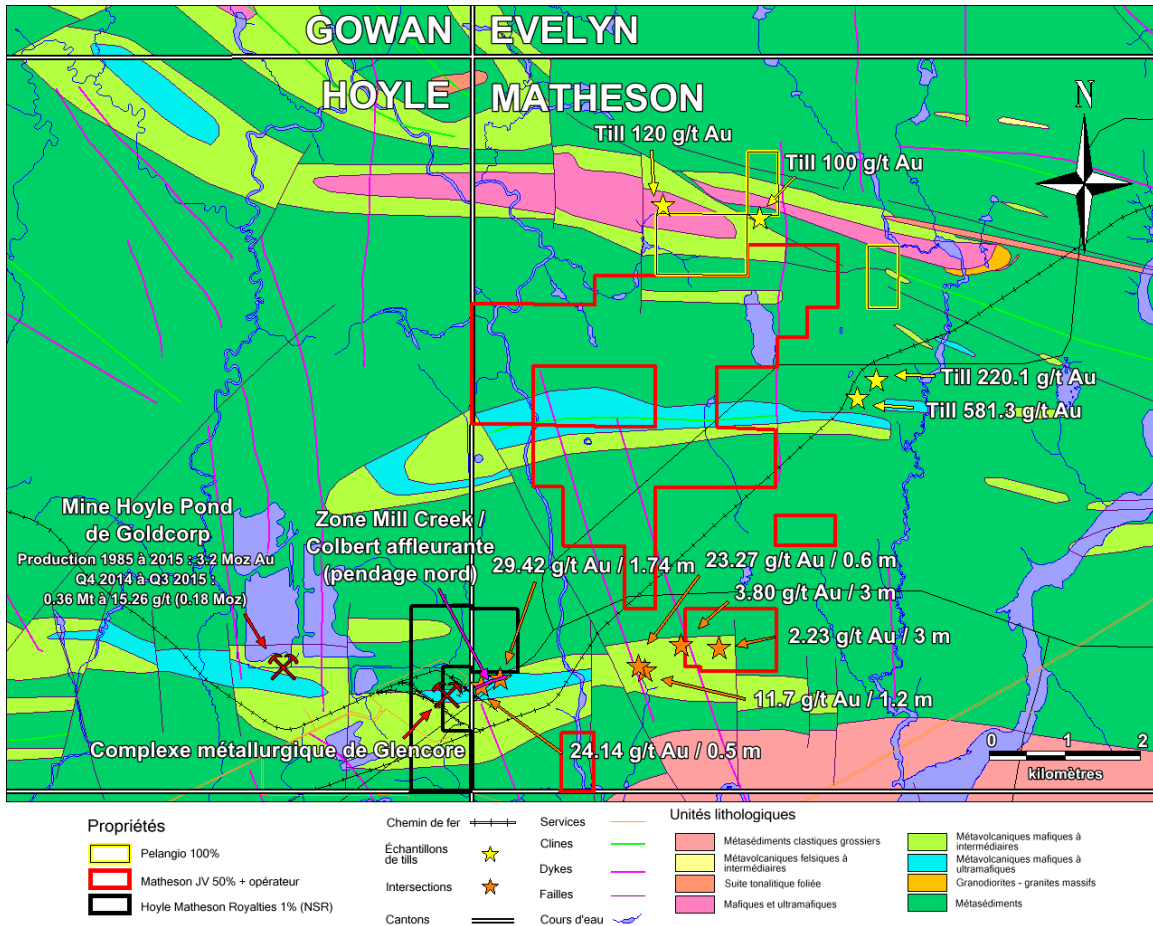 GOWAN
EVELYN
HOYLE
MATHESON
N
Till 120 g/t Au
Till 100 g/t Au
Till 220.1 g/t Au
Till 581.3 g/t Au
Mine Hoyle Pond
de Goldcorp
Production 1985 à 2015 : 3.2 Moz Au
Q4 2014 à Q3 2015 :
0.36 Mt à 15.26 g/t (0.18 Moz)
Zone Mill Creek /
Colbert affleurante
(pendage nord)
29.42 g/t Au / 1.74 m
23.27 g/t Au / 0.6 m
3.80 g/t Au / 3 m
2.23 g/t Au / 3 m
11.7 g/t Au / 1.2 m
24.14 g/t Au / 0.5 m
Complexe métallurgique de Glencore
0 1 2
kilomètres
Propriétés
Pelangio 100%
Matheson JV 50% + opérateur
Hoyle Matheson Royalties 1% (NSR)
Chemin de fer
Échantillons
de tills
Intersections
Cantons
Services
Clines
Dykes
Failles
Cours d'eau
Unités lithologiques
Métasédiments clastiques grossiers
Métavolcaniques felsiques à
intermédiaires
Suite tonalitique foliée
Mafiques et ultramafiques
Métavolcaniques mafiques à
intermédiaires
Métavolcaniques mafiques à
ultramafiques
Granodiorites - granites massifs
Métasédiments